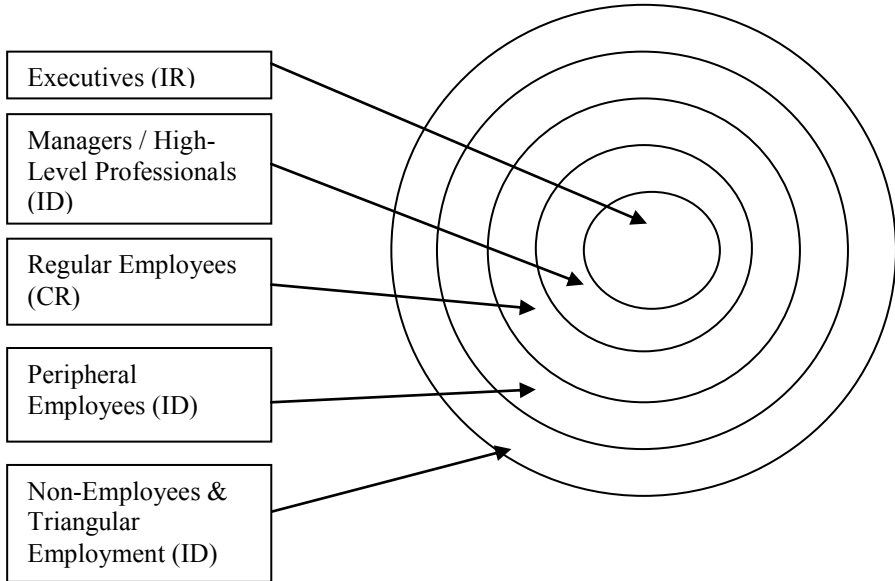 Executives (IR)
Managers / High-
Level Professionals
(ID)
Regular Employees
(CR)
Peripheral
Employees (ID)
Non-Employees &
Triangular
Employment (ID)